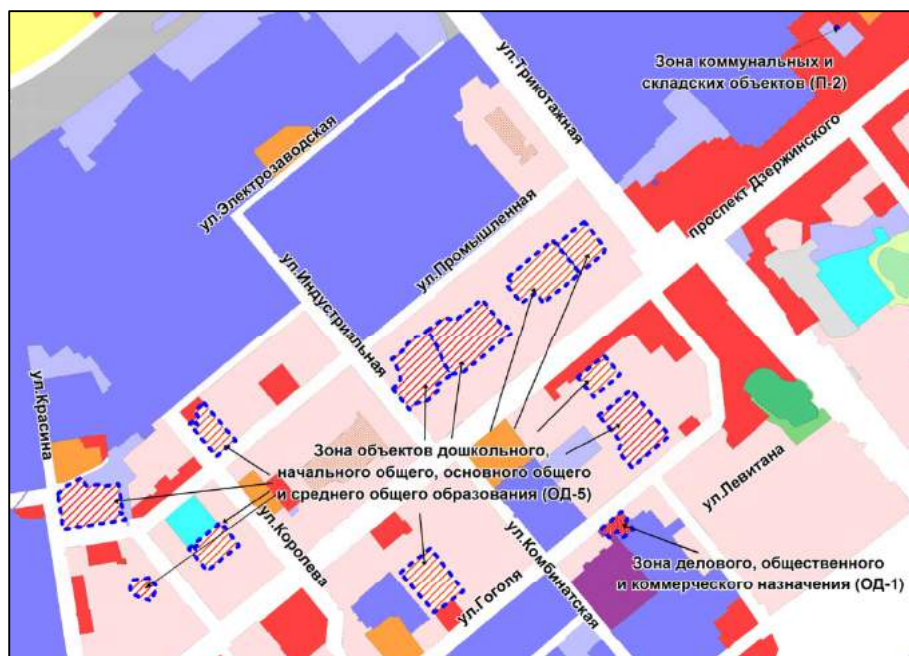 Зона коммунальных и
складских объектов (П-2)
ул.Трикотажная
ул.Электрозаводская
проспект Дзержинского
ул.Промышленная
ул.Индустриальная
ул.Красина
Зона объектов дошкольного,
начального общего, основного общего
и среднего общего образования (ОД-5)
ул.Левитана
ул.Королева
ул.Комбинатская
ул.Гоголя
Зона делового, общественного
и коммерческого назначения (ОД-1)